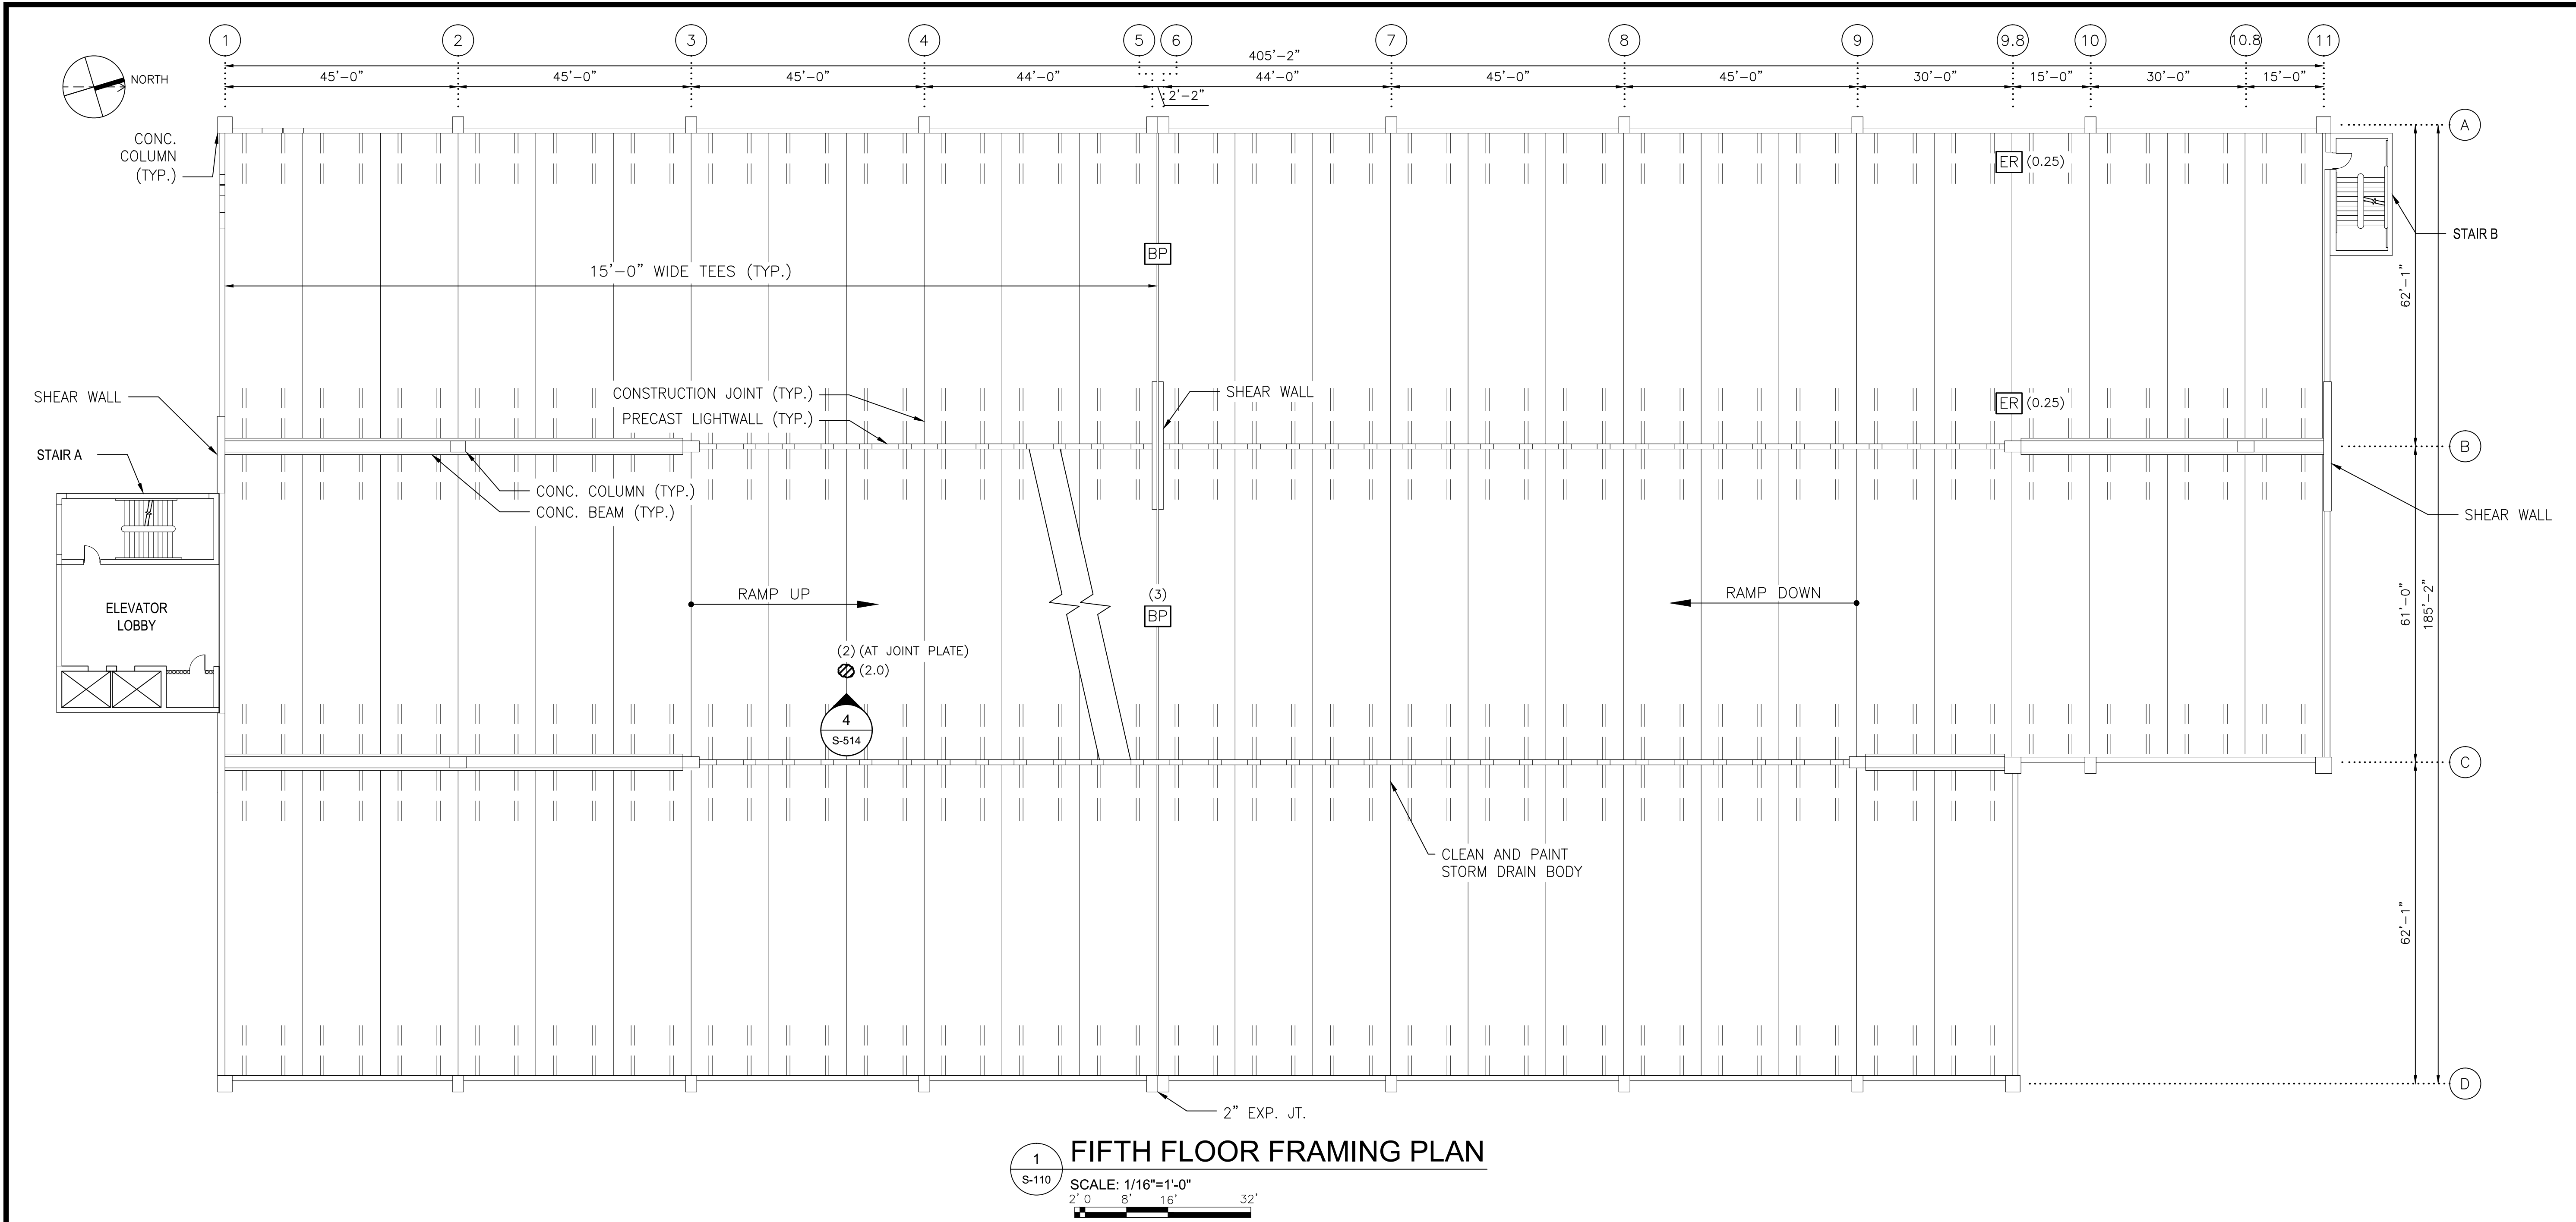 1 2 3 4 5 6 7 8 9 9.8 10 10.8 11
405'-2"
45'-0" 45'-0" 45'-0" 44'-0" 44'-0" 45'-0" 45'-0" 30'-0" 15'-0" 30'-0" 15'-0"
2'-2"
NORTH
A
CONC.
COLUMN
(TYP.)
ER (0.25)
STAIR B
BP
15'-0" WIDE TEES (TYP.)
62'-1"
SHEAR WALL
CONSTRUCTION JOINT (TYP.)
PRECAST LIGHTWALL (TYP.)
SHEAR WALL
ER (0.25)
B
STAIR A
CONC. COLUMN (TYP.)
CONC. BEAM (TYP.)
SHEAR WALL
ELEVATOR
LOBBY
RAMP UP
(3)
BP
RAMP DOWN
61'-0"
185'-2"
(2) (AT JOINT PLATE)
(2.0)
4
S-514
C
CLEAN AND PAINT
STORM DRAIN BODY
62'-1"
D
2" EXP. JT.
1
S-110
FIFTH FLOOR FRAMING PLAN
SCALE: 1/16"=1'-0"
2' 0 8' 16' 32'